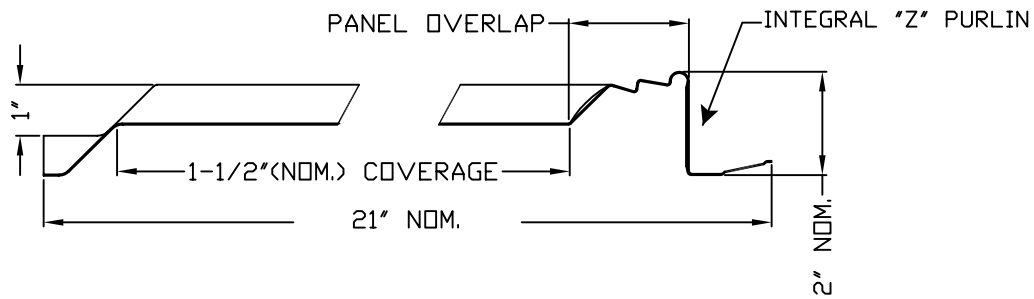 PANEL OVERLAP
INTEGRAL "Z" PURLIN
1"
1-1/2"(NOM.) COVERAGE
21" NOM.
2" NOM.